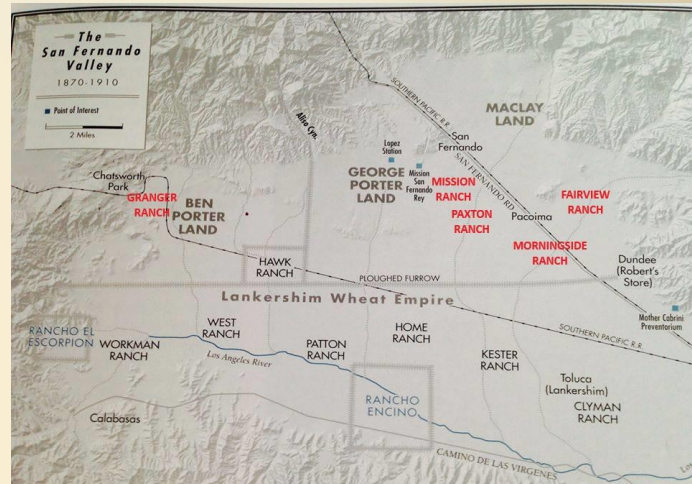 The
San Fernando
Valley
1870-1910
Point of Interest
2 Miles
SOUTHERN PACIFIC R.R.
MACLAY
LAND
Aliso Cyn.
San
Fernando
Lopez
Station
SAN FERNANDO RD
GEORGE
PORTER
LAND
Mission
San
Fernando
Rey
MISSION
RANCH
Chatsworth
Park
GRANGER
RANCH
BEN
PORTER
LAND
FAIRVIEW
RANCH
PAXTON
RANCH
Pacoima
MORNINGSIDE
RANCH
HAWK
RANCH
Dundee
(Robert's
Store)
PLOUGHED FURROW
Lankershim Wheat Empire
Mother Cabrini
Preventorium
RANCHO EL
ESCORPION
WORKMAN
RANCH
WEST
RANCH
Los Angeles River
PATTON
RANCH
HOME
RANCH
SOUTHERN PACIFIC R.R.
KESTER
RANCH
Toluca
(Lankershim)
CLYMAN
RANCH
RANCHO
ENCINO
Calabasas
CAMINO DE LAS VIRGENES